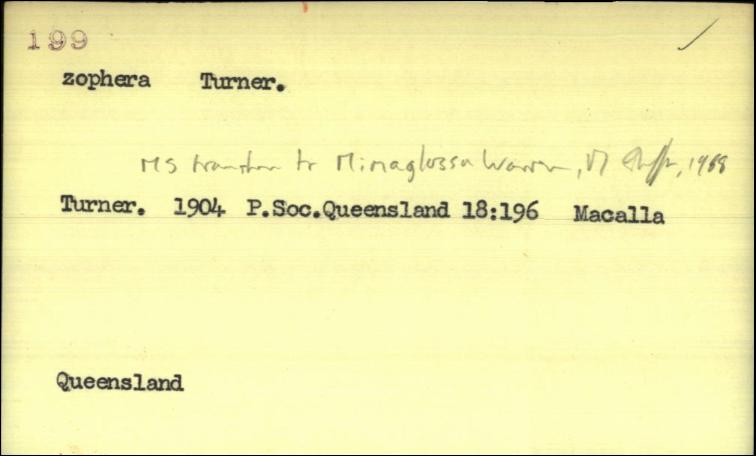 199
zophera Turner.
MS transfer to Mimaglossa Warren, 1968
Turner. 1904 P.Soc.Queensland 18:196 Macalla
Queensland